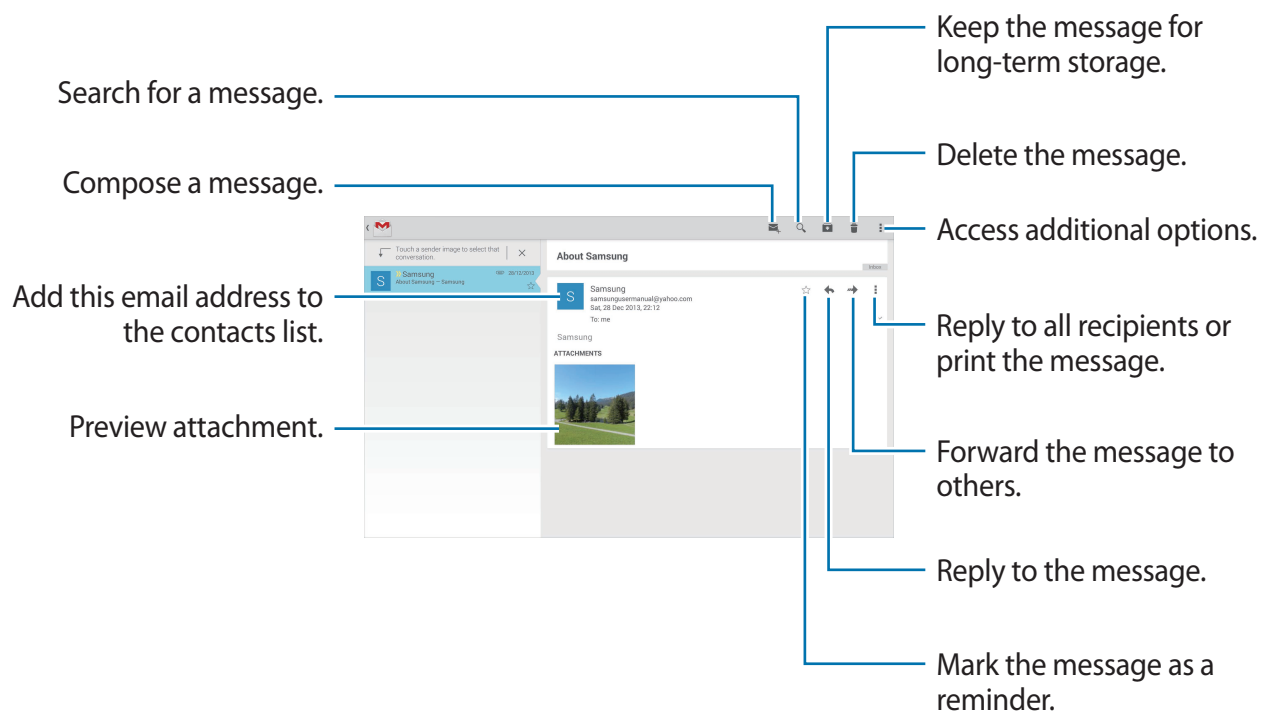 Keep the message for
long-term storage.
Search for a message.
Delete the message.
Compose a message.
Access additional options.
Touch a sender image to select that
conversation.
About Samsung
Inbox
Samsung
28/12/2013
About Samsung – Samsung
S
S
Samsung
samsungusermanual@yahoo.com
Sat, 28 Dec 2013, 22:12
To: me
Add this email address to
the contacts list.
Reply to all recipients or
print the message.
Samsung
ATTACHMENTS
Preview attachment.
Forward the message to
others.
Reply to the message.
Mark the message as a
reminder.